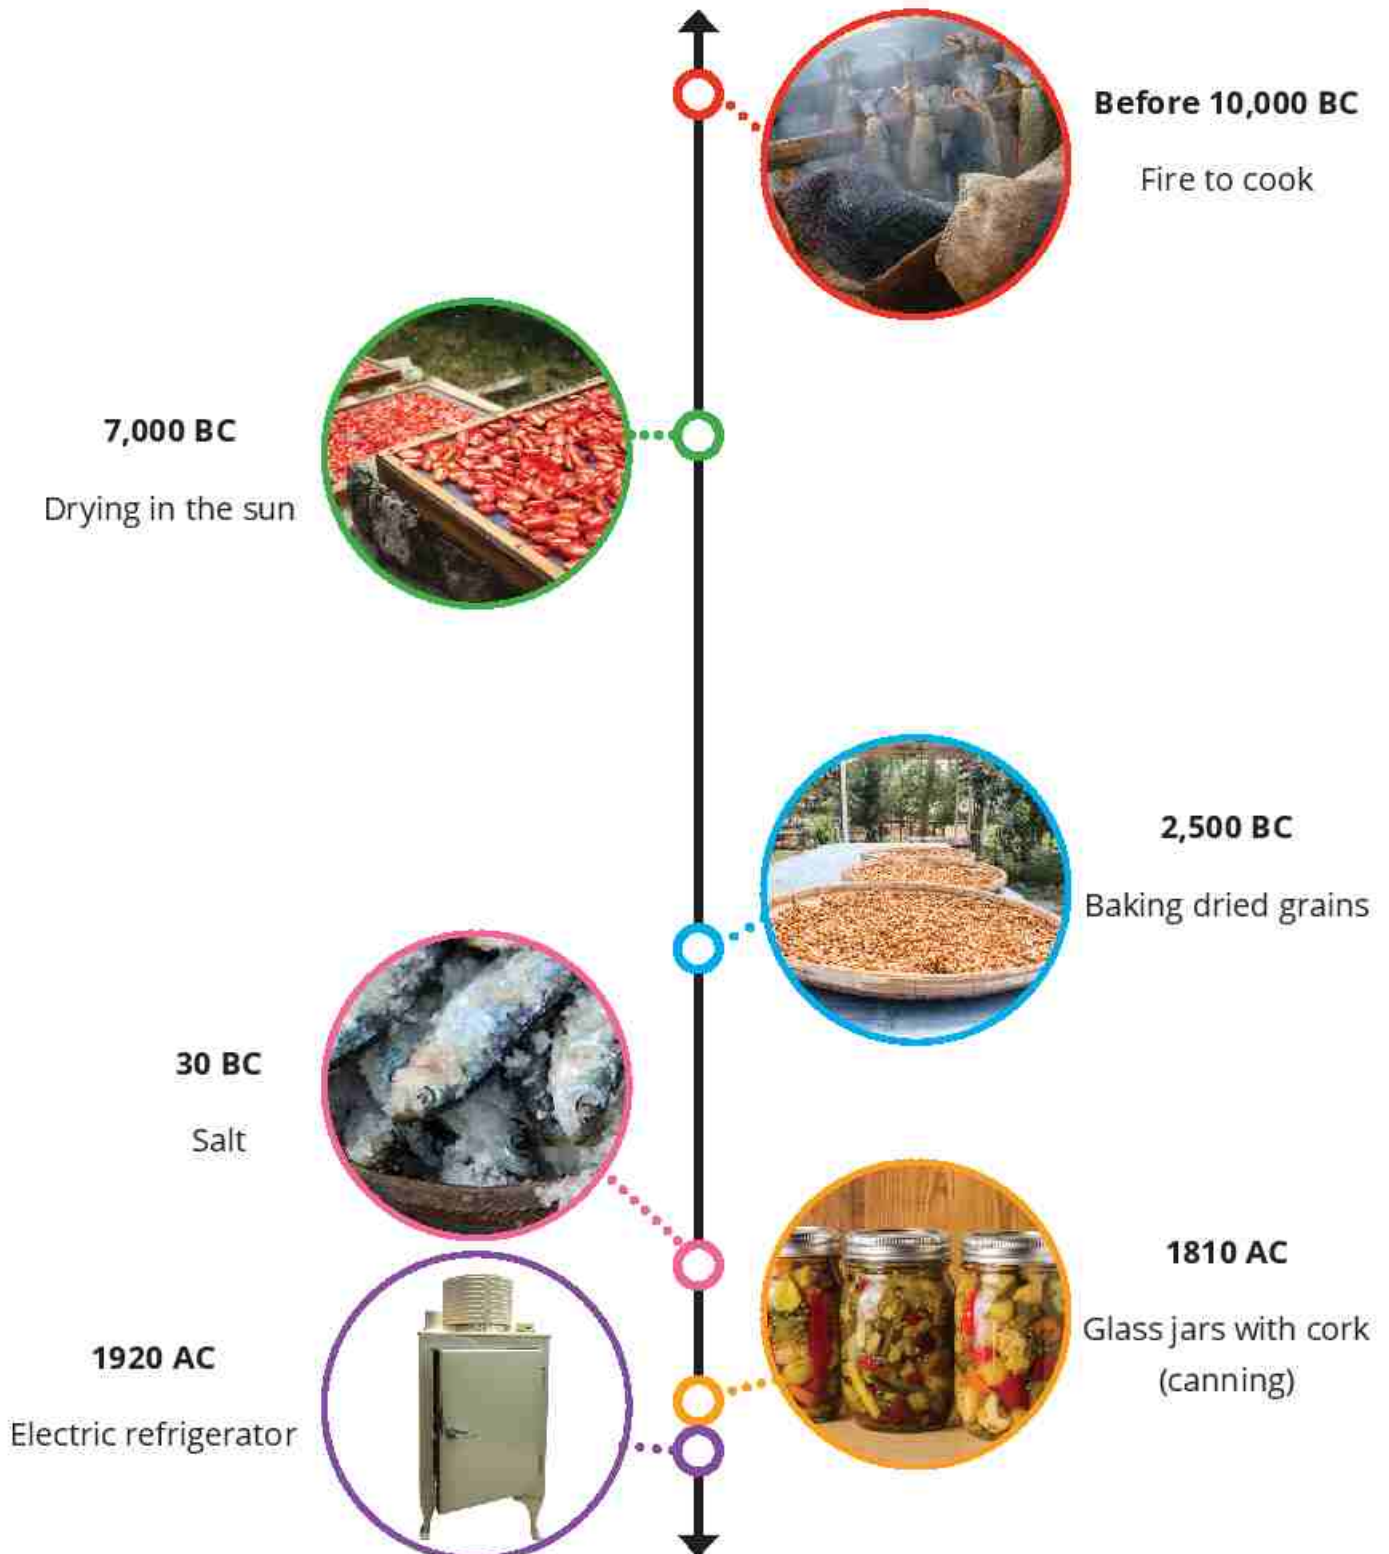 Before 10,000 BC
Fire to cook
7,000 BC
Drying in the sun
2,500 BC
Baking dried grains
30 BC
Salt
1810 AC
Glass jars with cork
(canning)
1920 AC
Electric refrigerator